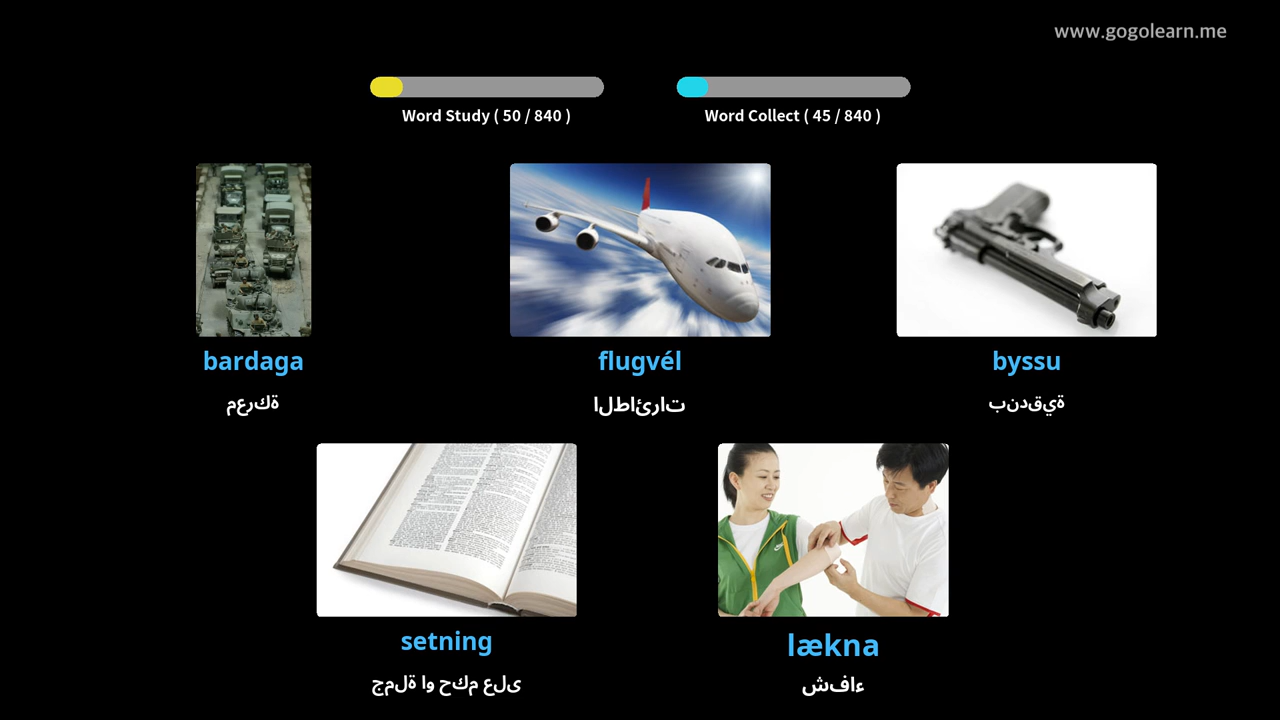 www.gogolearn.me
Word Study ( 50 / 840 )
Word Collect ( 45 / 840 )
bardaga
معركة
flugvél
الطائرات
byssu
بندقية
setning
جملة او حكم على
lækna
شفاء